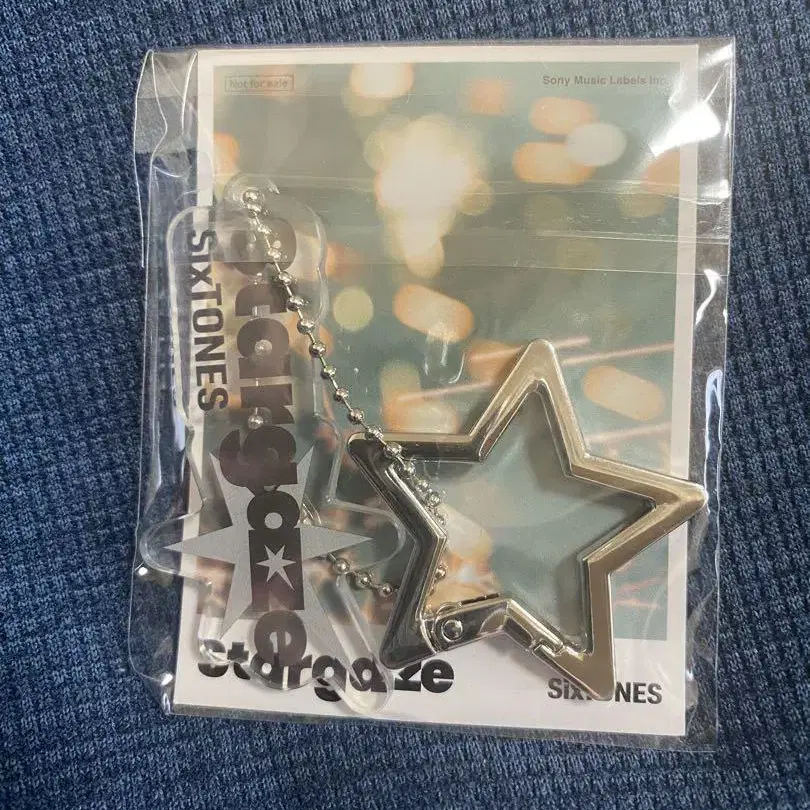 Not for sale
Sony Music Labels Inc.
Stargaze
SixTONES
stargaze
SixTONES